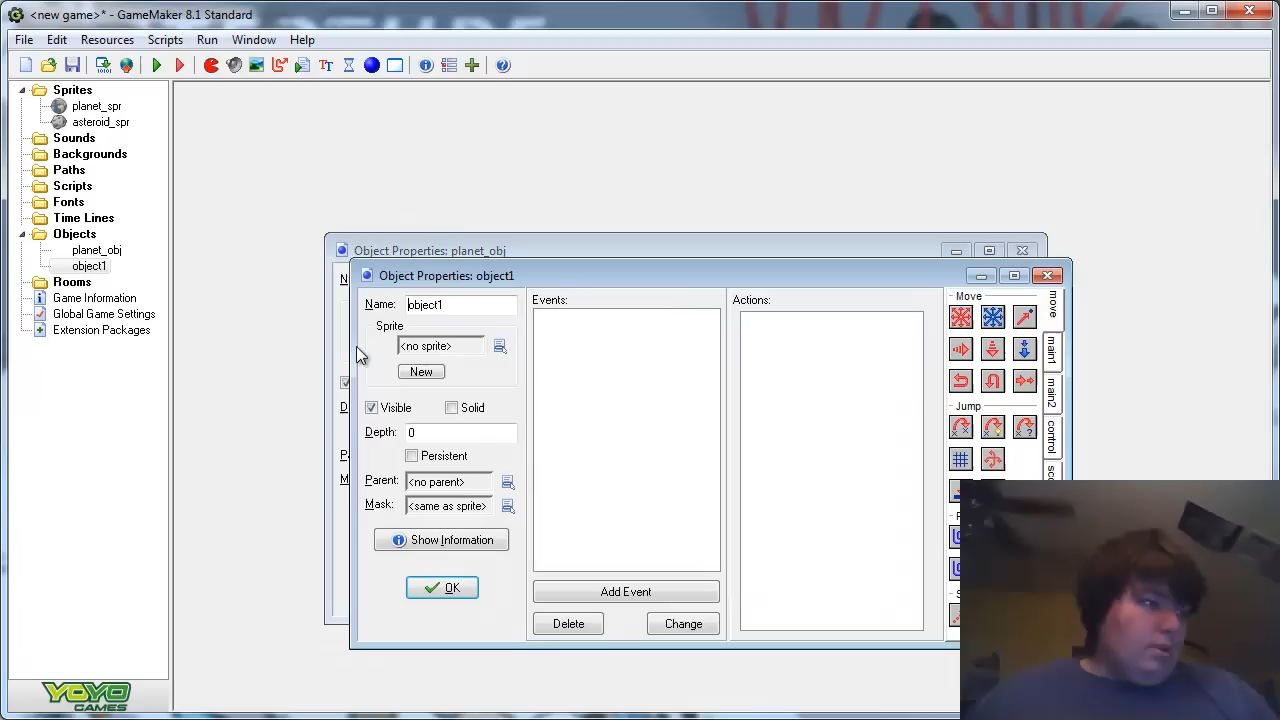 <new game>* - GameMaker 8.1 Standard
File Edit Resources Scripts Run Window Help
Sprites
planet_spr
asteroid_spr
Sounds
Backgrounds
Paths
Scripts
Fonts
Time Lines
Objects
planet_obj
object1
Rooms
Game Information
Global Game Settings
Extension Packages
YOYO
GAMES
Object Properties: planet_obj
Object Properties: object1
Name: object1
Sprite
<no sprite>
New
Visible Solid
Depth: 0
Persistent
Parent: <no parent>
Mask: <same as sprite>
Show Information
OK
Events:
Add Event
Delete Change
Actions:
Move
Jump
move
main1
main2
control